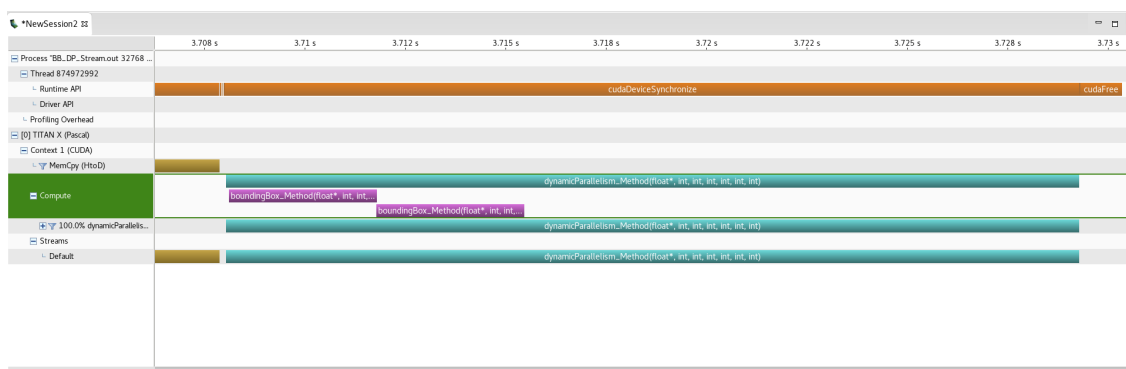 *NewSession2
3.708 s 3.71 s 3.712 s 3.715 s 3.718 s 3.72 s 3.722 s 3.725 s 3.728 s 3.73 s
Process "BB_DP_Stream.out 32768 ...
Thread 874972992
Runtime API cudaDeviceSynchronize cudaFree
Driver API
Profiling Overhead
[0] TITAN X (Pascal)
Context 1 (CUDA)
MemCpy (HtoD)
dynamicParallelism_Method(float*, int, int, int, int, int, int)
Compute boundingBox_Method(float*, int, int,...
boundingBox_Method(float*, int, int,...
100.0% dynamicParallelis... dynamicParallelism_Method(float*, int, int, int, int, int, int)
Streams
Default dynamicParallelism_Method(float*, int, int, int, int, int, int)